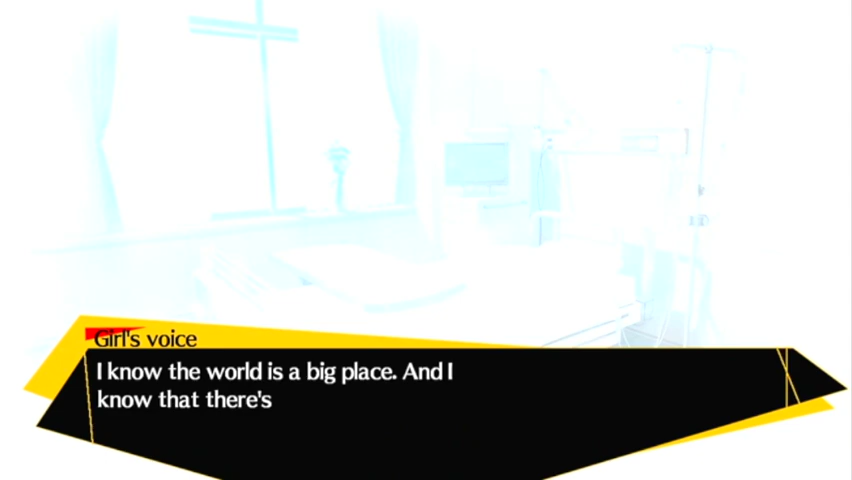 Girl's voice
I know the world is a big place. And I
know that there's